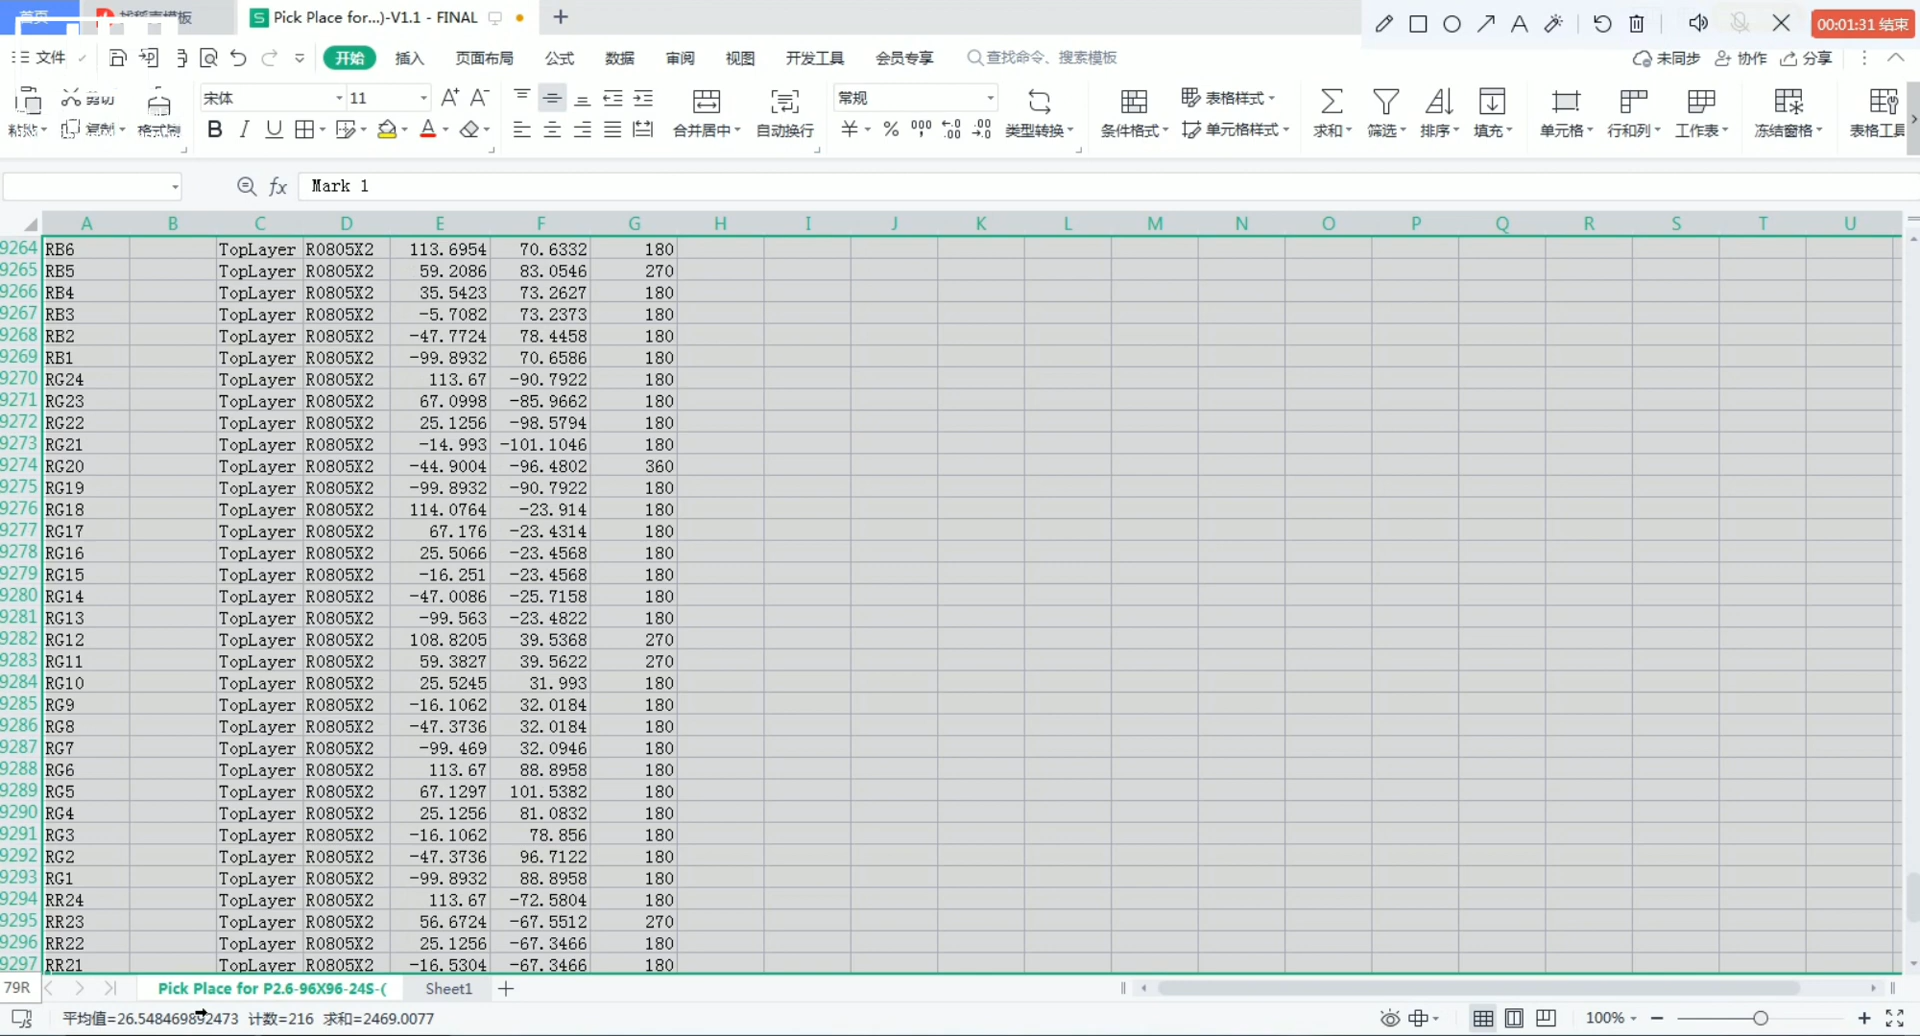 首页 找稻壳模板 Pick Place for...)-V1.1 - FINAL 00:01:31 结束
文件 开始 插入 页面布局 公式 数据 审阅 视图 开发工具 会员专享 查找命令、搜索模板 未同步 协作 分享
剪切 宋体 11 常规 表格样式
粘贴 复制 格式刷 合并居中 自动换行 类型转换 条件格式 单元格样式 求和 筛选 排序 填充 单元格 行和列 工作表 冻结窗格 表格工具
fx Mark 1
A B C D E F G H I J K L M N O P Q R S T U
9264 RB6 TopLayer R0805X2 113.6954 70.6332 180
9265 RB5 TopLayer R0805X2 59.2086 83.0546 270
9266 RB4 TopLayer R0805X2 35.5423 73.2627 180
9267 RB3 TopLayer R0805X2 -5.7082 73.2373 180
9268 RB2 TopLayer R0805X2 -47.7724 78.4458 180
9269 RB1 TopLayer R0805X2 -99.8932 70.6586 180
9270 RG24 TopLayer R0805X2 113.67 -90.7922 180
9271 RG23 TopLayer R0805X2 67.0998 -85.9662 180
9272 RG22 TopLayer R0805X2 25.1256 -98.5794 180
9273 RG21 TopLayer R0805X2 -14.993 -101.1046 180
9274 RG20 TopLayer R0805X2 -44.9004 -96.4802 360
9275 RG19 TopLayer R0805X2 -99.8932 -90.7922 180
9276 RG18 TopLayer R0805X2 114.0764 -23.914 180
9277 RG17 TopLayer R0805X2 67.176 -23.4314 180
9278 RG16 TopLayer R0805X2 25.5066 -23.4568 180
9279 RG15 TopLayer R0805X2 -16.251 -23.4568 180
9280 RG14 TopLayer R0805X2 -47.0086 -25.7158 180
9281 RG13 TopLayer R0805X2 -99.563 -23.4822 180
9282 RG12 TopLayer R0805X2 108.8205 39.5368 270
9283 RG11 TopLayer R0805X2 59.3827 39.5622 270
9284 RG10 TopLayer R0805X2 25.5245 31.993 180
9285 RG9 TopLayer R0805X2 -16.1062 32.0184 180
9286 RG8 TopLayer R0805X2 -47.3736 32.0184 180
9287 RG7 TopLayer R0805X2 -99.469 32.0946 180
9288 RG6 TopLayer R0805X2 113.67 88.8958 180
9289 RG5 TopLayer R0805X2 67.1297 101.5382 180
9290 RG4 TopLayer R0805X2 25.1256 81.0832 180
9291 RG3 TopLayer R0805X2 -16.1062 78.856 180
9292 RG2 TopLayer R0805X2 -47.3736 96.7122 180
9293 RG1 TopLayer R0805X2 -99.8932 88.8958 180
9294 RR24 TopLayer R0805X2 113.67 -72.5804 180
9295 RR23 TopLayer R0805X2 56.6724 -67.5512 270
9296 RR22 TopLayer R0805X2 25.1256 -67.3466 180
9297 RR21 TopLayer R0805X2 -16.5304 -67.3466 180
79R Pick Place for P2.6-96X96-24S-( Sheet1
平均值=26.548469892473 计数=216 求和=2469.0077 100%